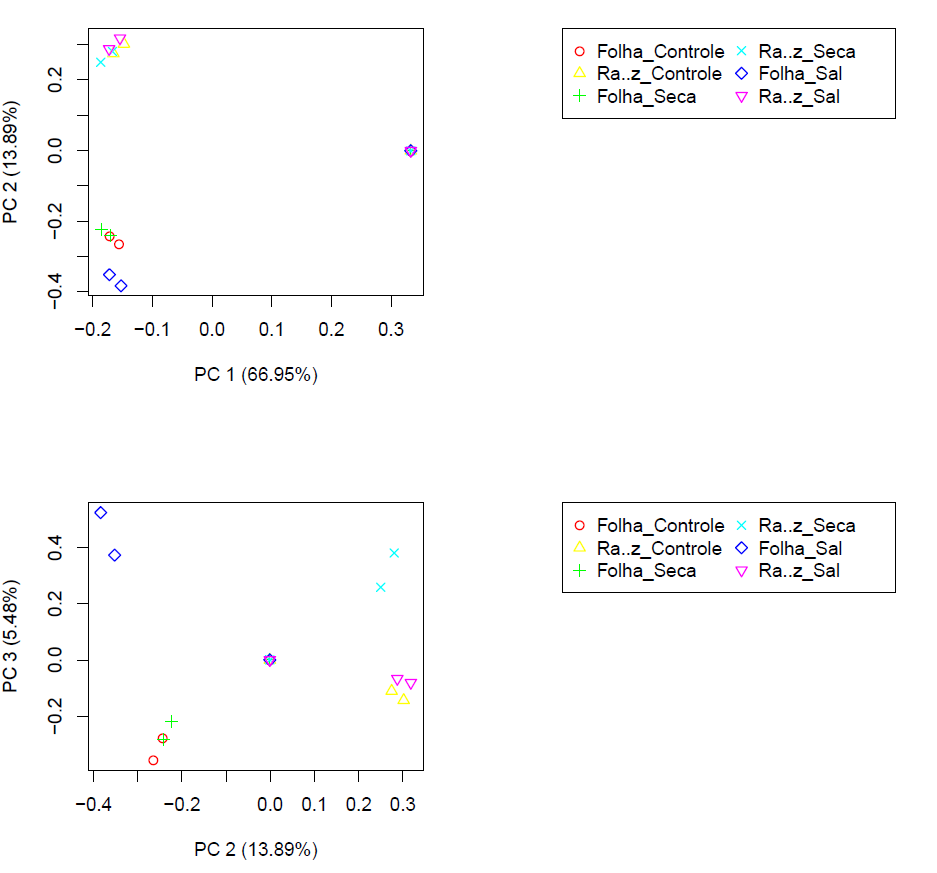 0.2
0.0
−0.2
−0.4
PC 2 (13.89%)
−0.2 −0.1 0.0 0.1 0.2 0.3
PC 1 (66.95%)
Folha_Controle Ra..z_Seca
Ra..z_Controle Folha_Sal
Folha_Seca Ra..z_Sal
0.4
0.2
0.0
−0.2
PC 3 (5.48%)
−0.4 −0.2 0.0 0.1 0.2 0.3
PC 2 (13.89%)
Folha_Controle Ra..z_Seca
Ra..z_Controle Folha_Sal
Folha_Seca Ra..z_Sal